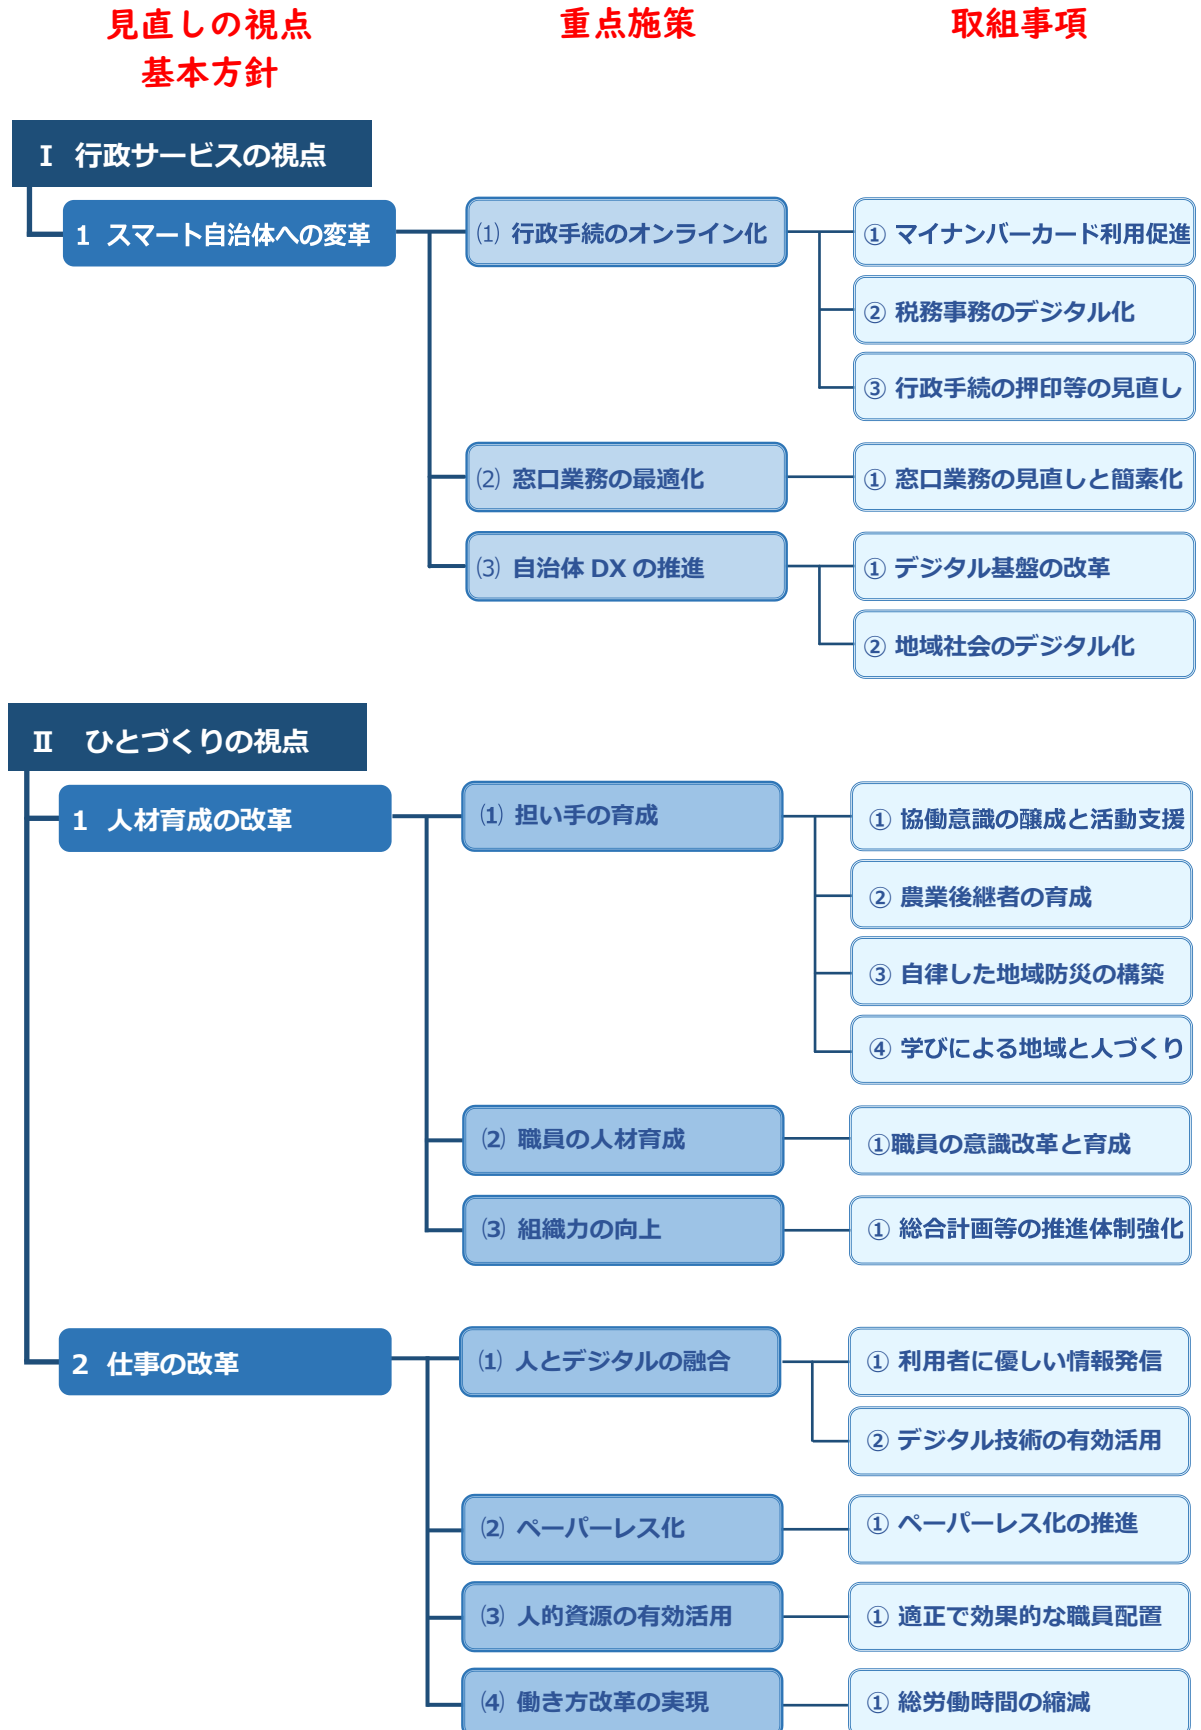 見直しの視点
基本方針
重点施策
取組事項
Ⅰ 行政サービスの視点
1 スマート自治体への変革
⑴ 行政手続のオンライン化
① マイナンバーカード利用促進
② 税務事務のデジタル化
③ 行政手続の押印等の見直し
⑵ 窓口業務の最適化
① 窓口業務の見直しと簡素化
⑶ 自治体 DX の推進
① デジタル基盤の改革
② 地域社会のデジタル化
Ⅱ ひとづくりの視点
1 人材育成の改革
⑴ 担い手の育成
① 協働意識の醸成と活動支援
② 農業後継者の育成
③ 自律した地域防災の構築
④ 学びによる地域と人づくり
⑵ 職員の人材育成
①職員の意識改革と育成
⑶ 組織力の向上
① 総合計画等の推進体制強化
2 仕事の改革
⑴ 人とデジタルの融合
① 利用者に優しい情報発信
② デジタル技術の有効活用
⑵ ペーパーレス化
① ペーパーレス化の推進
⑶ 人的資源の有効活用
① 適正で効果的な職員配置
⑷ 働き方改革の実現
① 総労働時間の縮減